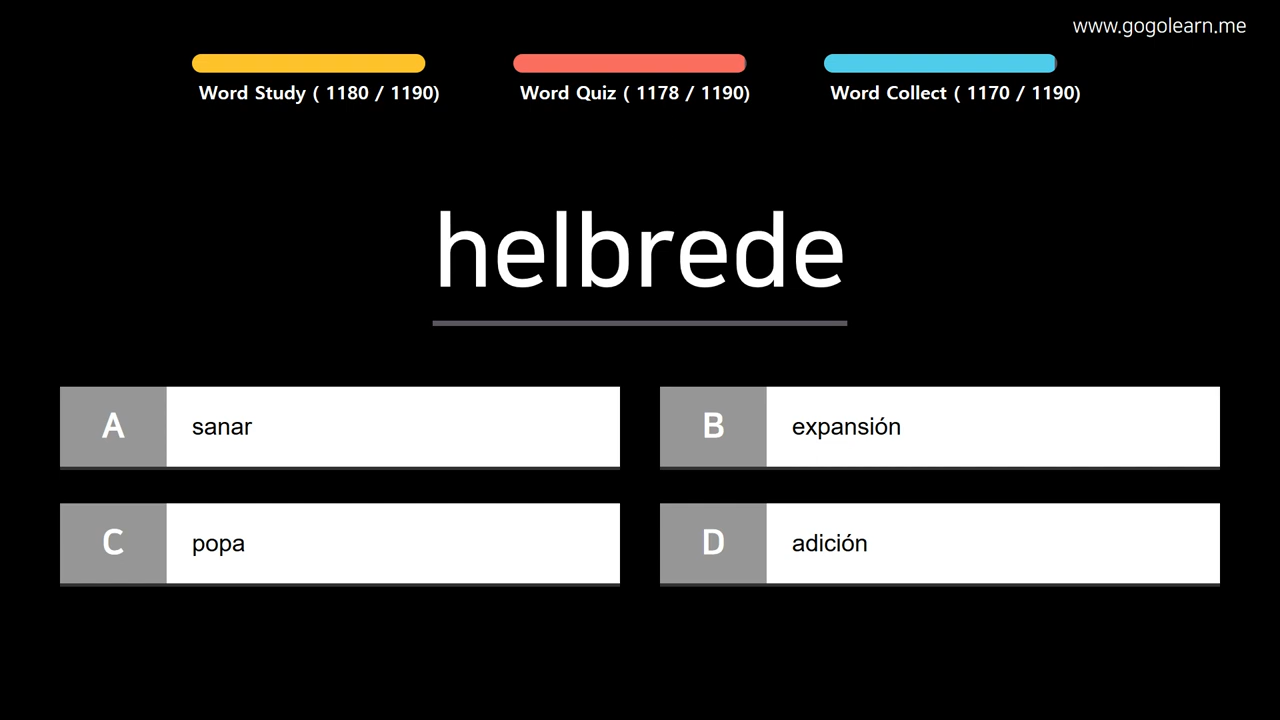 www.gogolearn.me
Word Study ( 1180 / 1190)
Word Quiz ( 1178 / 1190)
Word Collect ( 1170 / 1190)
helbrede
A sanar
B expansión
C popa
D adición